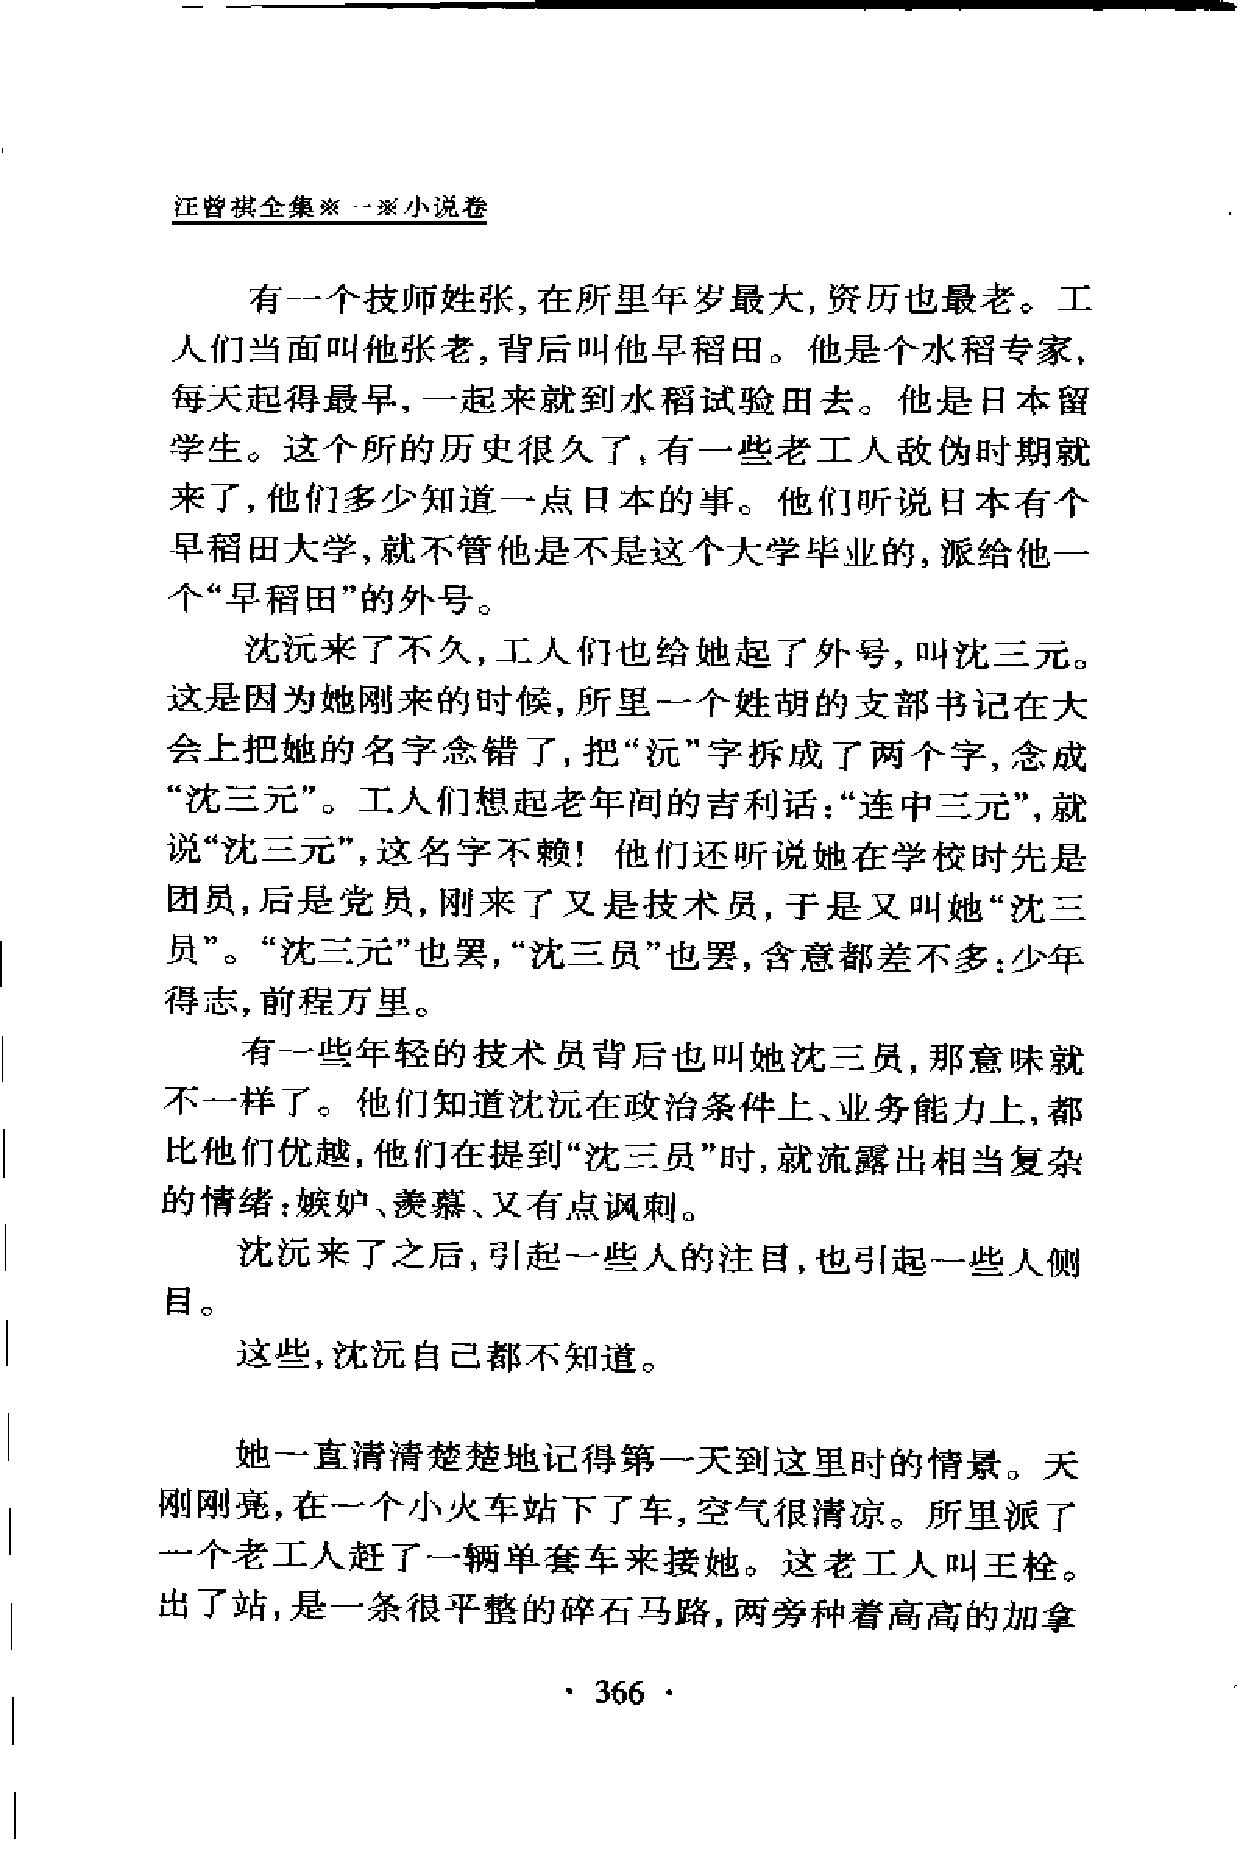 汪曾祺全集※一※小说卷
有一个技师姓张,在所里年岁最大,资历也最老。工
人们当面叫他张老,背后叫他早稻田。他是个水稻专家,
每天起得最早,一起来就到水稻试验田去。他是日本留
学生。这个所的历史很久了,有一些老工人敌伪时期就
来了,他们多少知道一点日本的事。他们听说日本有个
早稻田大学,就不管他是不是这个大学毕业的,派给他一
个“早稻田”的外号。
沈沅来了不久,工人们也给她起了外号,叫沈三元。
这是因为她刚来的时候,所里一个姓胡的支部书记在大
会上把她的名字念错了,把“沅”字拆成了两个字,念成
“沈三元”。工人们想起老年间的吉利话:“连中三元”,就
说“沈三元”,这名字不赖!他们还听说她在学校时先是
团员,后是党员,刚来了又是技术员,于是又叫她“沈三
员”。“沈三元”也罢,“沈三员”也罢,含意都差不多:少年
得志,前程万里。
有一些年轻的技术员背后也叫她沈三员,那意味就
不一样了。他们知道沈沅在政治条件上、业务能力上,都
比他们优越,他们在提到“沈三员”时,就流露出相当复杂
的情绪:嫉妒、羡慕、又有点讽刺。
沈沅来了之后,引起一些人的注目,也引起一些人侧
目。
这些,沈沅自己都不知道。
她一直清清楚楚地记得第一天到这里时的情景。天
刚刚亮,在一个小火车站下了车,空气很清凉。所里派了
一个老工人赶了一辆单套车来接她。这老工人叫王栓。
出了站,是一条很平整的碎石马路,两旁种着高高的加拿
· 366 ·